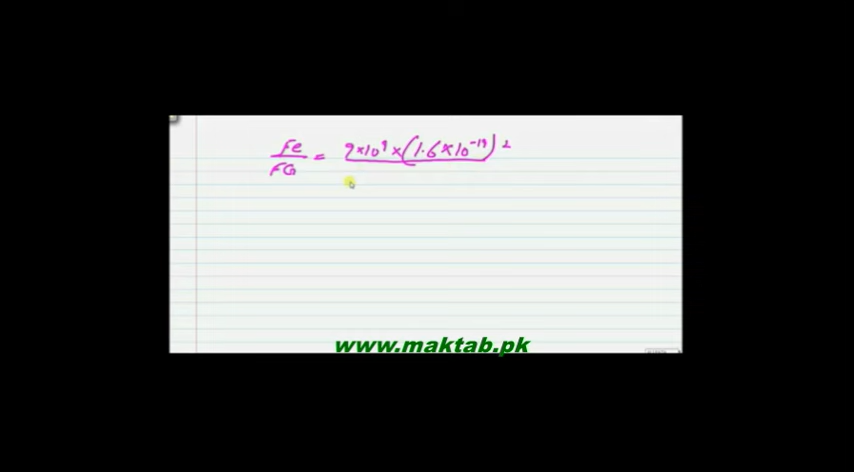 Fe/FG = 9×10⁹ × (1.6×10⁻¹⁹)²
www.maktab.pk